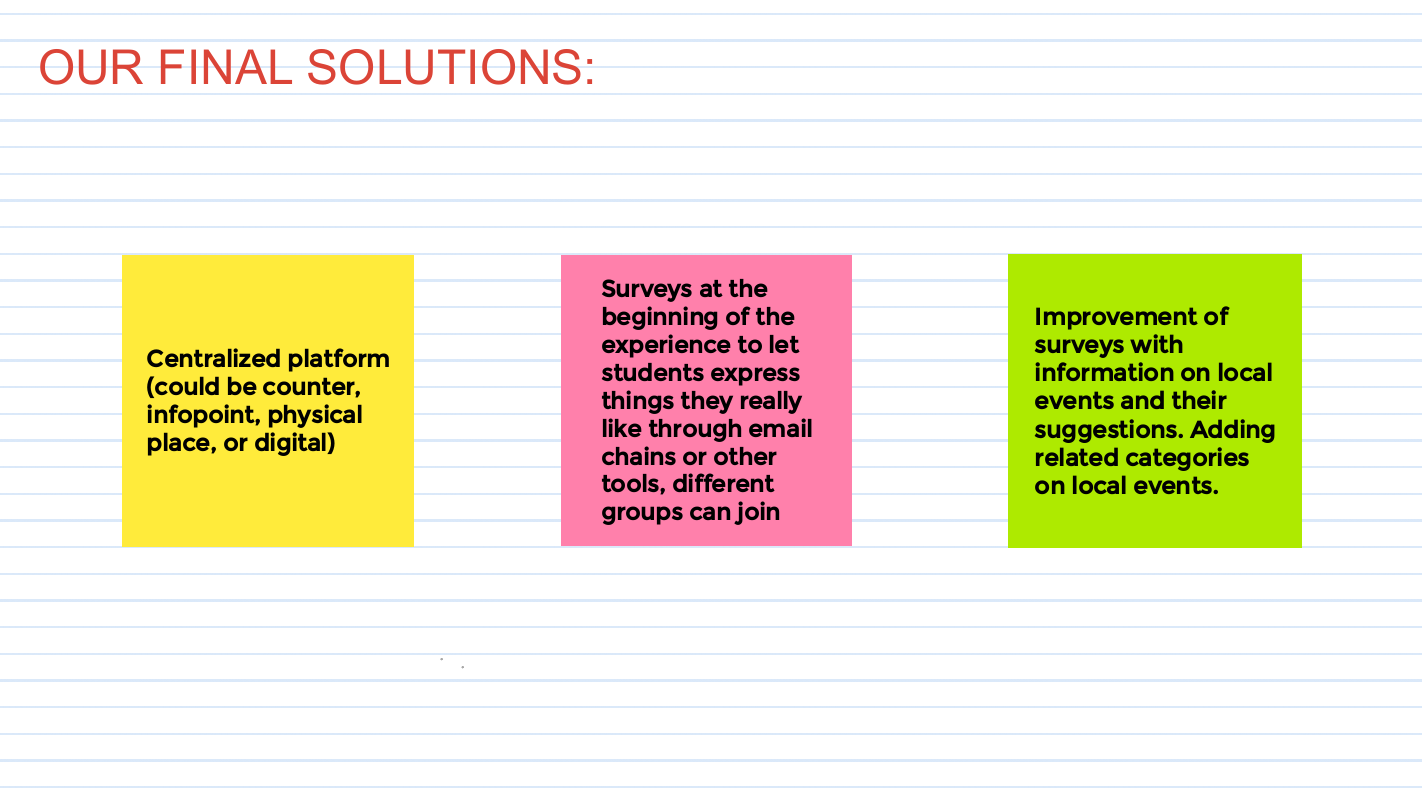 OUR FINAL SOLUTIONS:
Centralized platform
(could be counter,
infopoint, physical
place, or digital)
Surveys at the
beginning of the
experience to let
students express
things they really
like through email
chains or other
tools, different
groups can join
Improvement of
surveys with
information on local
events and their
suggestions. Adding
related categories
on local events.